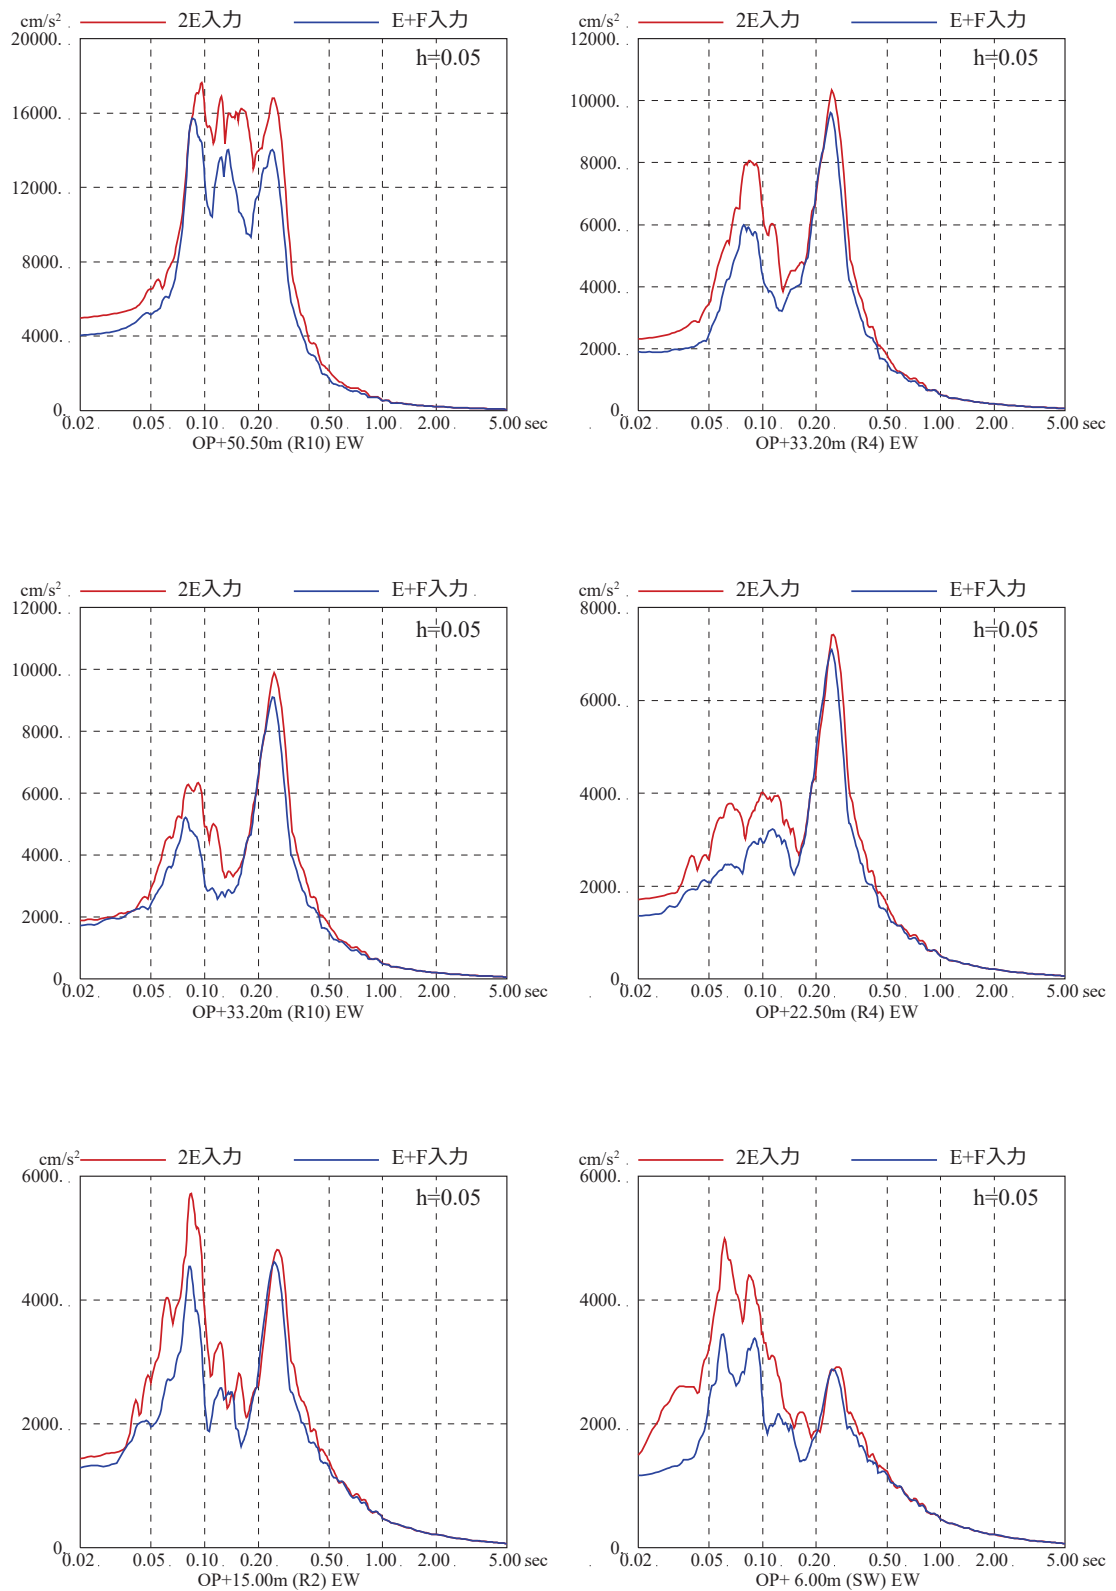 cm/s² 2E入力 E+F入力
20000.
h=0.05
16000.
12000.
8000.
4000.
0.
0.02 0.05 0.10 0.20 0.50 1.00 2.00 5.00 sec
OP+50.50m (R10) EW
cm/s² 2E入力 E+F入力
12000.
h=0.05
10000.
8000.
6000.
4000.
2000.
0.
0.02 0.05 0.10 0.20 0.50 1.00 2.00 5.00 sec
OP+33.20m (R4) EW
cm/s² 2E入力 E+F入力
12000.
h=0.05
10000.
8000.
6000.
4000.
2000.
0.
0.02 0.05 0.10 0.20 0.50 1.00 2.00 5.00 sec
OP+33.20m (R10) EW
cm/s² 2E入力 E+F入力
8000.
h=0.05
6000.
4000.
2000.
0.
0.02 0.05 0.10 0.20 0.50 1.00 2.00 5.00 sec
OP+22.50m (R4) EW
cm/s² 2E入力 E+F入力
6000.
h=0.05
4000.
2000.
0.
0.02 0.05 0.10 0.20 0.50 1.00 2.00 5.00 sec
OP+15.00m (R2) EW
cm/s² 2E入力 E+F入力
6000.
h=0.05
4000.
2000.
0.
0.02 0.05 0.10 0.20 0.50 1.00 2.00 5.00 sec
OP+ 6.00m (SW) EW